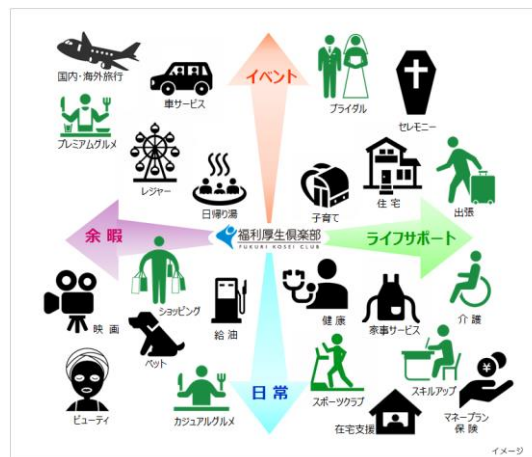 イベント
国内・海外旅行
車サービス
ブライダル
セレモニー
プレミアムグルメ
レジャー
日帰り湯
子育て
住宅
出張
余暇
福利厚生倶楽部
FUKURI KOSEI CLUB
ライフサポート
映画
ショッピング
給油
健康
家事サービス
介護
ペット
日常
ビューティ
カジュアルグルメ
スポーツクラブ
在宅支援
スキルアップ
マネープラン
保険
¥
イメージ